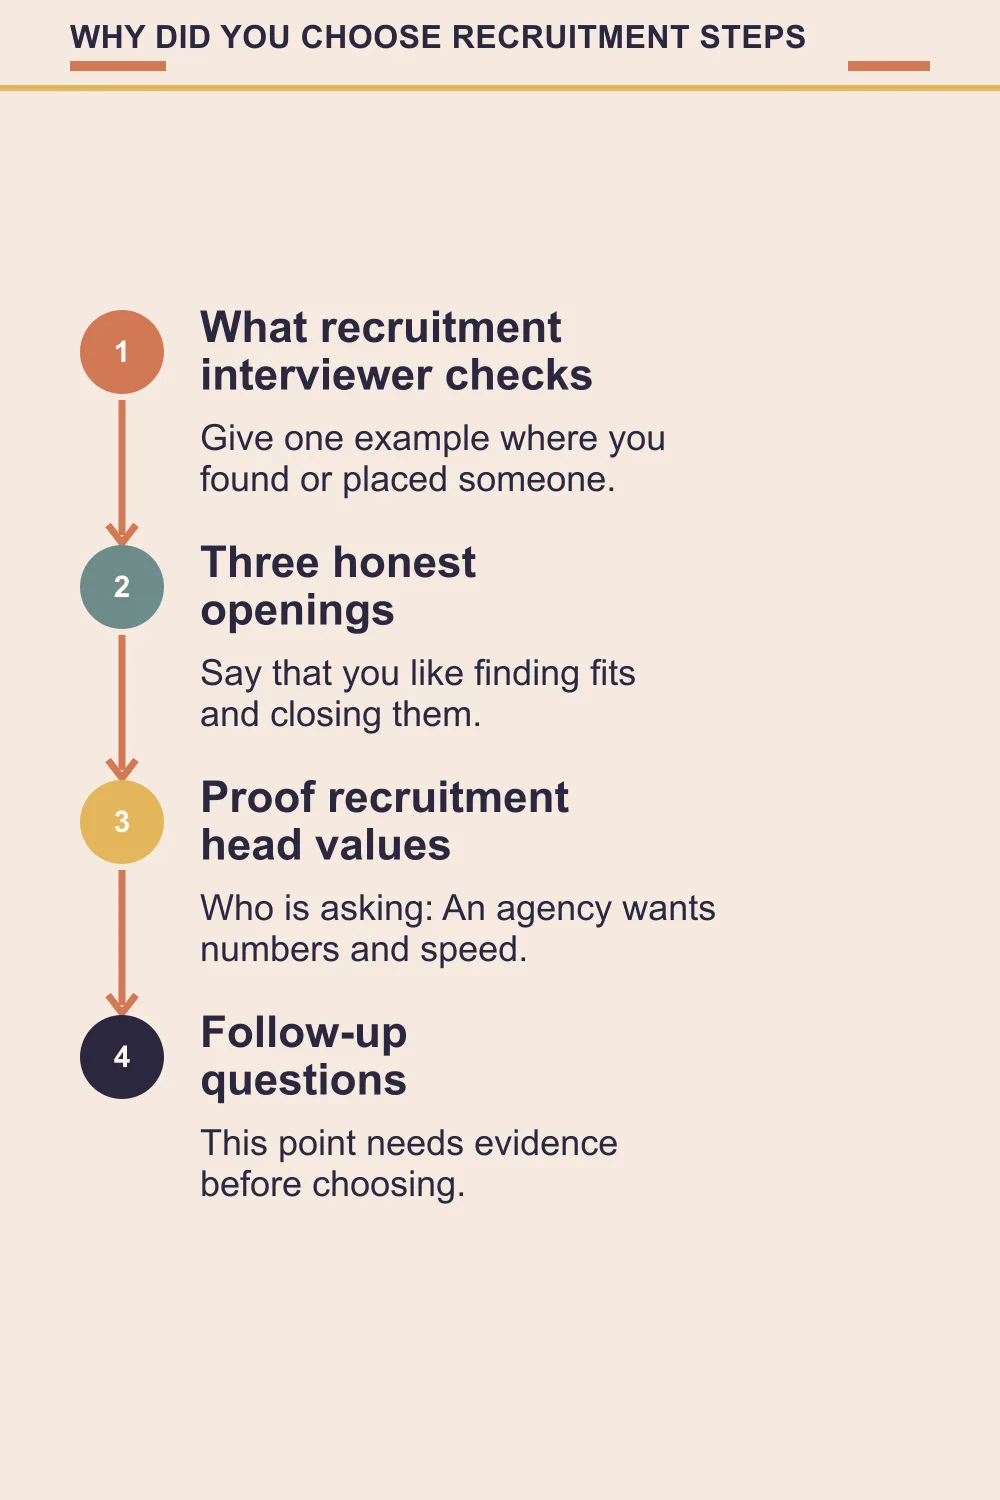 WHY DID YOU CHOOSE RECRUITMENT STEPS
1
What recruitment
interviewer checks
Give one example where you
found or placed someone.
2
Three honest
openings
Say that you like finding fits
and closing them.
3
Proof recruitment
head values
Who is asking: An agency wants
numbers and speed.
4
Follow-up
questions
This point needs evidence
before choosing.